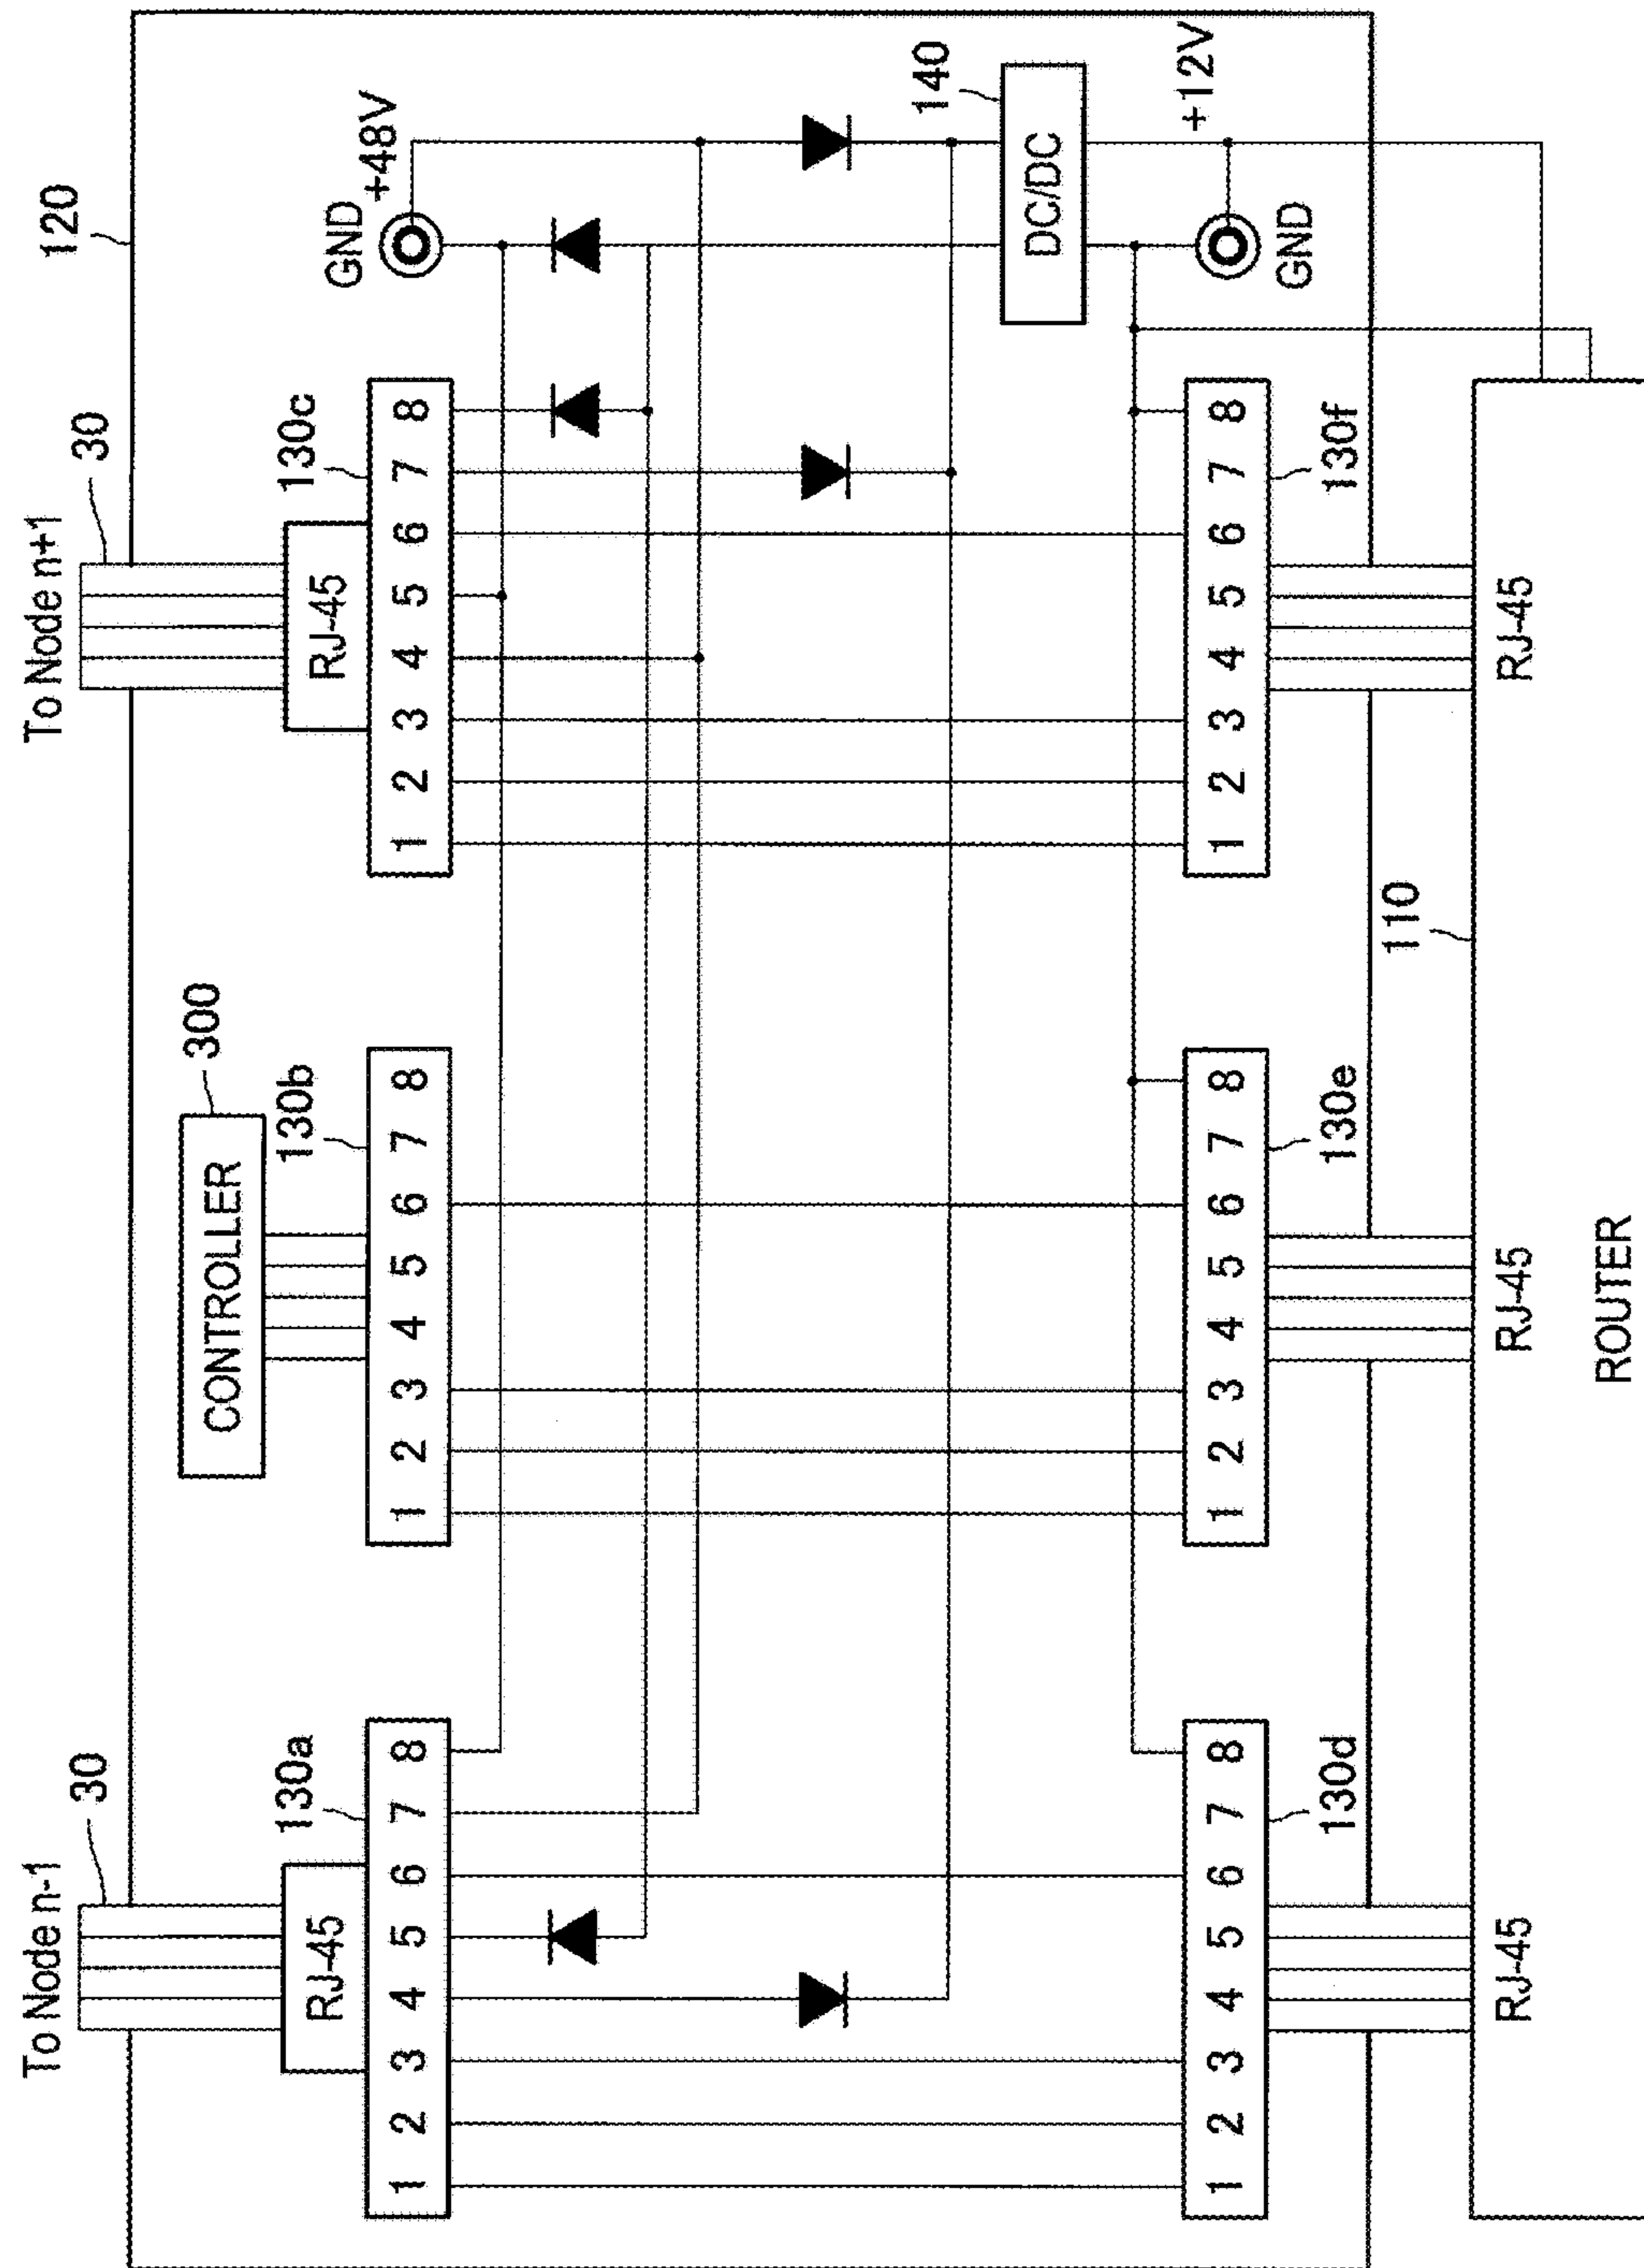 To Node n-1
30
To Node n+1
30
120
CONTROLLER
300
RJ-45
130a
130b
RJ-45
130c
GND
+48V
1 2 3 4 5 6 7 8
1 2 3 4 5 6 7 8
1 2 3 4 5 6 7 8
DC/DC
140
1 2 3 4 5 6 7 8
1 2 3 4 5 6 7 8
1 2 3 4 5 6 7 8
+12V
GND
130d
130e
130f
110
RJ-45
RJ-45
RJ-45
ROUTER